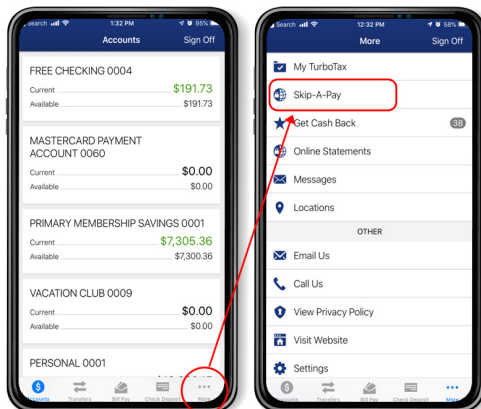 Search 1:32 PM 96%
Accounts Sign Off
FREE CHECKING 0004
Current $191.73
Available $191.73
MASTERCARD PAYMENT
ACCOUNT 0060
Current $0.00
Available $0.00
PRIMARY MEMBERSHIP SAVINGS 0001
Current $7,305.36
Available $7,300.36
VACATION CLUB 0009
Current $0.00
Available $0.00
PERSONAL 0001
Accounts Transfers Bill Pay Check Deposit More
Search 12:32 PM 58%
More Sign Off
My TurboTax
Skip-A-Pay
Get Cash Back 38
Online Statements
Messages
Locations
OTHER
Email Us
Call Us
View Privacy Policy
Visit Website
Settings
Accounts Transfers Bill Pay Check Deposit More